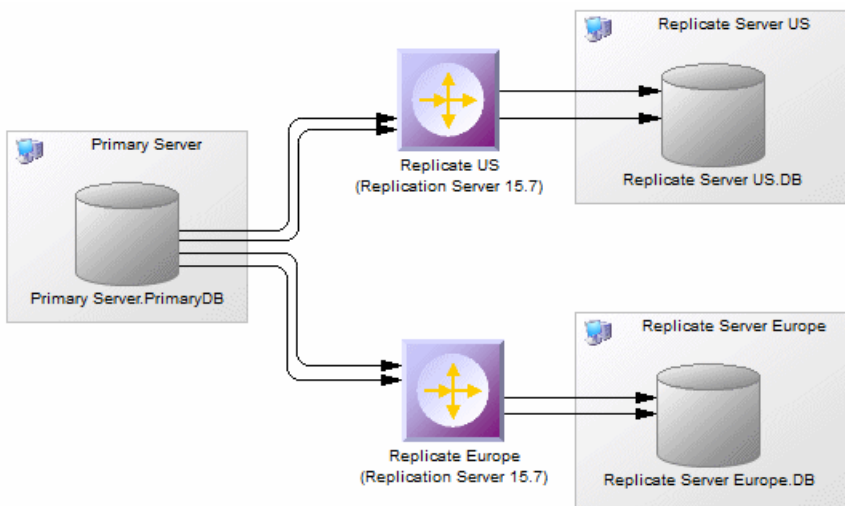 Replicate Server US
Replicate Server US.DB
Replicate US
(Replication Server 15.7)
Primary Server
Primary Server.PrimaryDB
Replicate Server Europe
Replicate Server Europe.DB
Replicate Europe
(Replication Server 15.7)